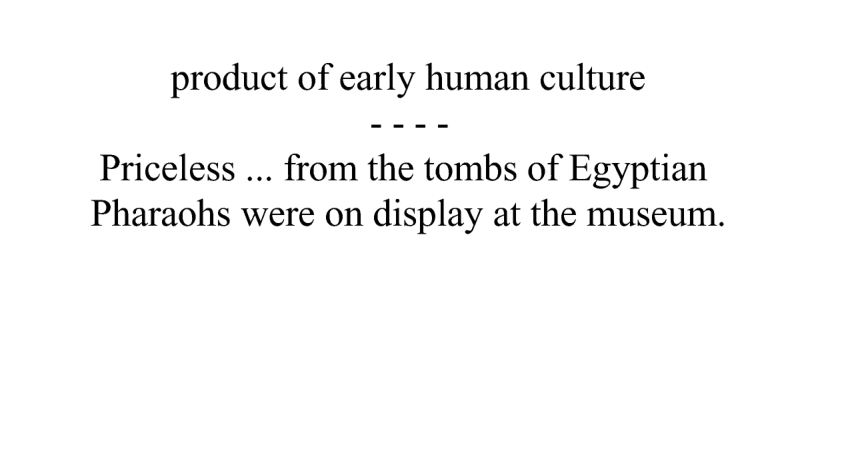 product of early human culture
- - - -
Priceless ... from the tombs of Egyptian
Pharaohs were on display at the museum.